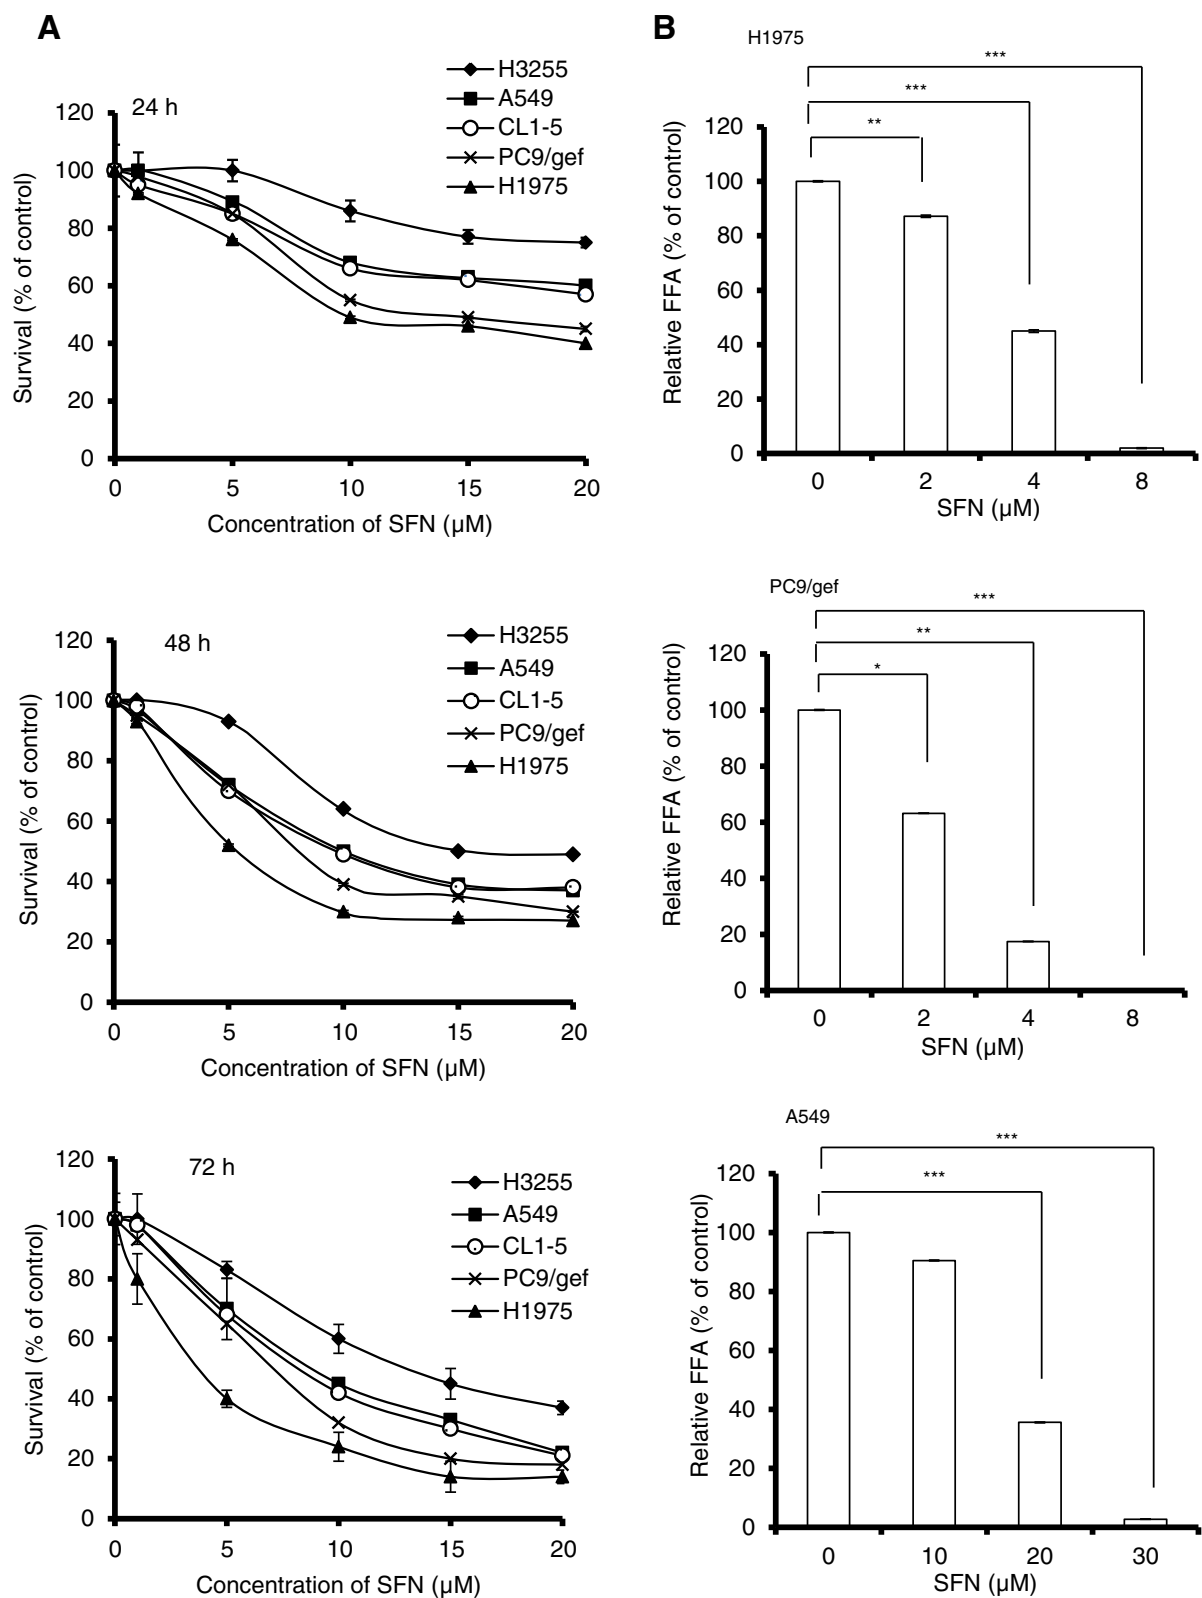 A
24 h
H3255
A549
CL1-5
PC9/gef
H1975
120
100
80
60
40
20
0
Survival (% of control)
0 5 10 15 20
Concentration of SFN (µM)
48 h
H3255
A549
CL1-5
PC9/gef
H1975
120
100
80
60
40
20
0
Survival (% of control)
0 5 10 15 20
Concentration of SFN (µM)
72 h
H3255
A549
CL1-5
PC9/gef
H1975
120
100
80
60
40
20
0
Survival (% of control)
0 5 10 15 20
Concentration of SFN (µM)
B
H1975
***
***
**
120
100
80
60
40
20
0
Relative FFA (% of control)
0 2 4 8
SFN (µM)
PC9/gef
***
**
*
120
100
80
60
40
20
0
Relative FFA (% of control)
0 2 4 8
SFN (µM)
A549
***
***
120
100
80
60
40
20
0
Relative FFA (% of control)
0 10 20 30
SFN (µM)